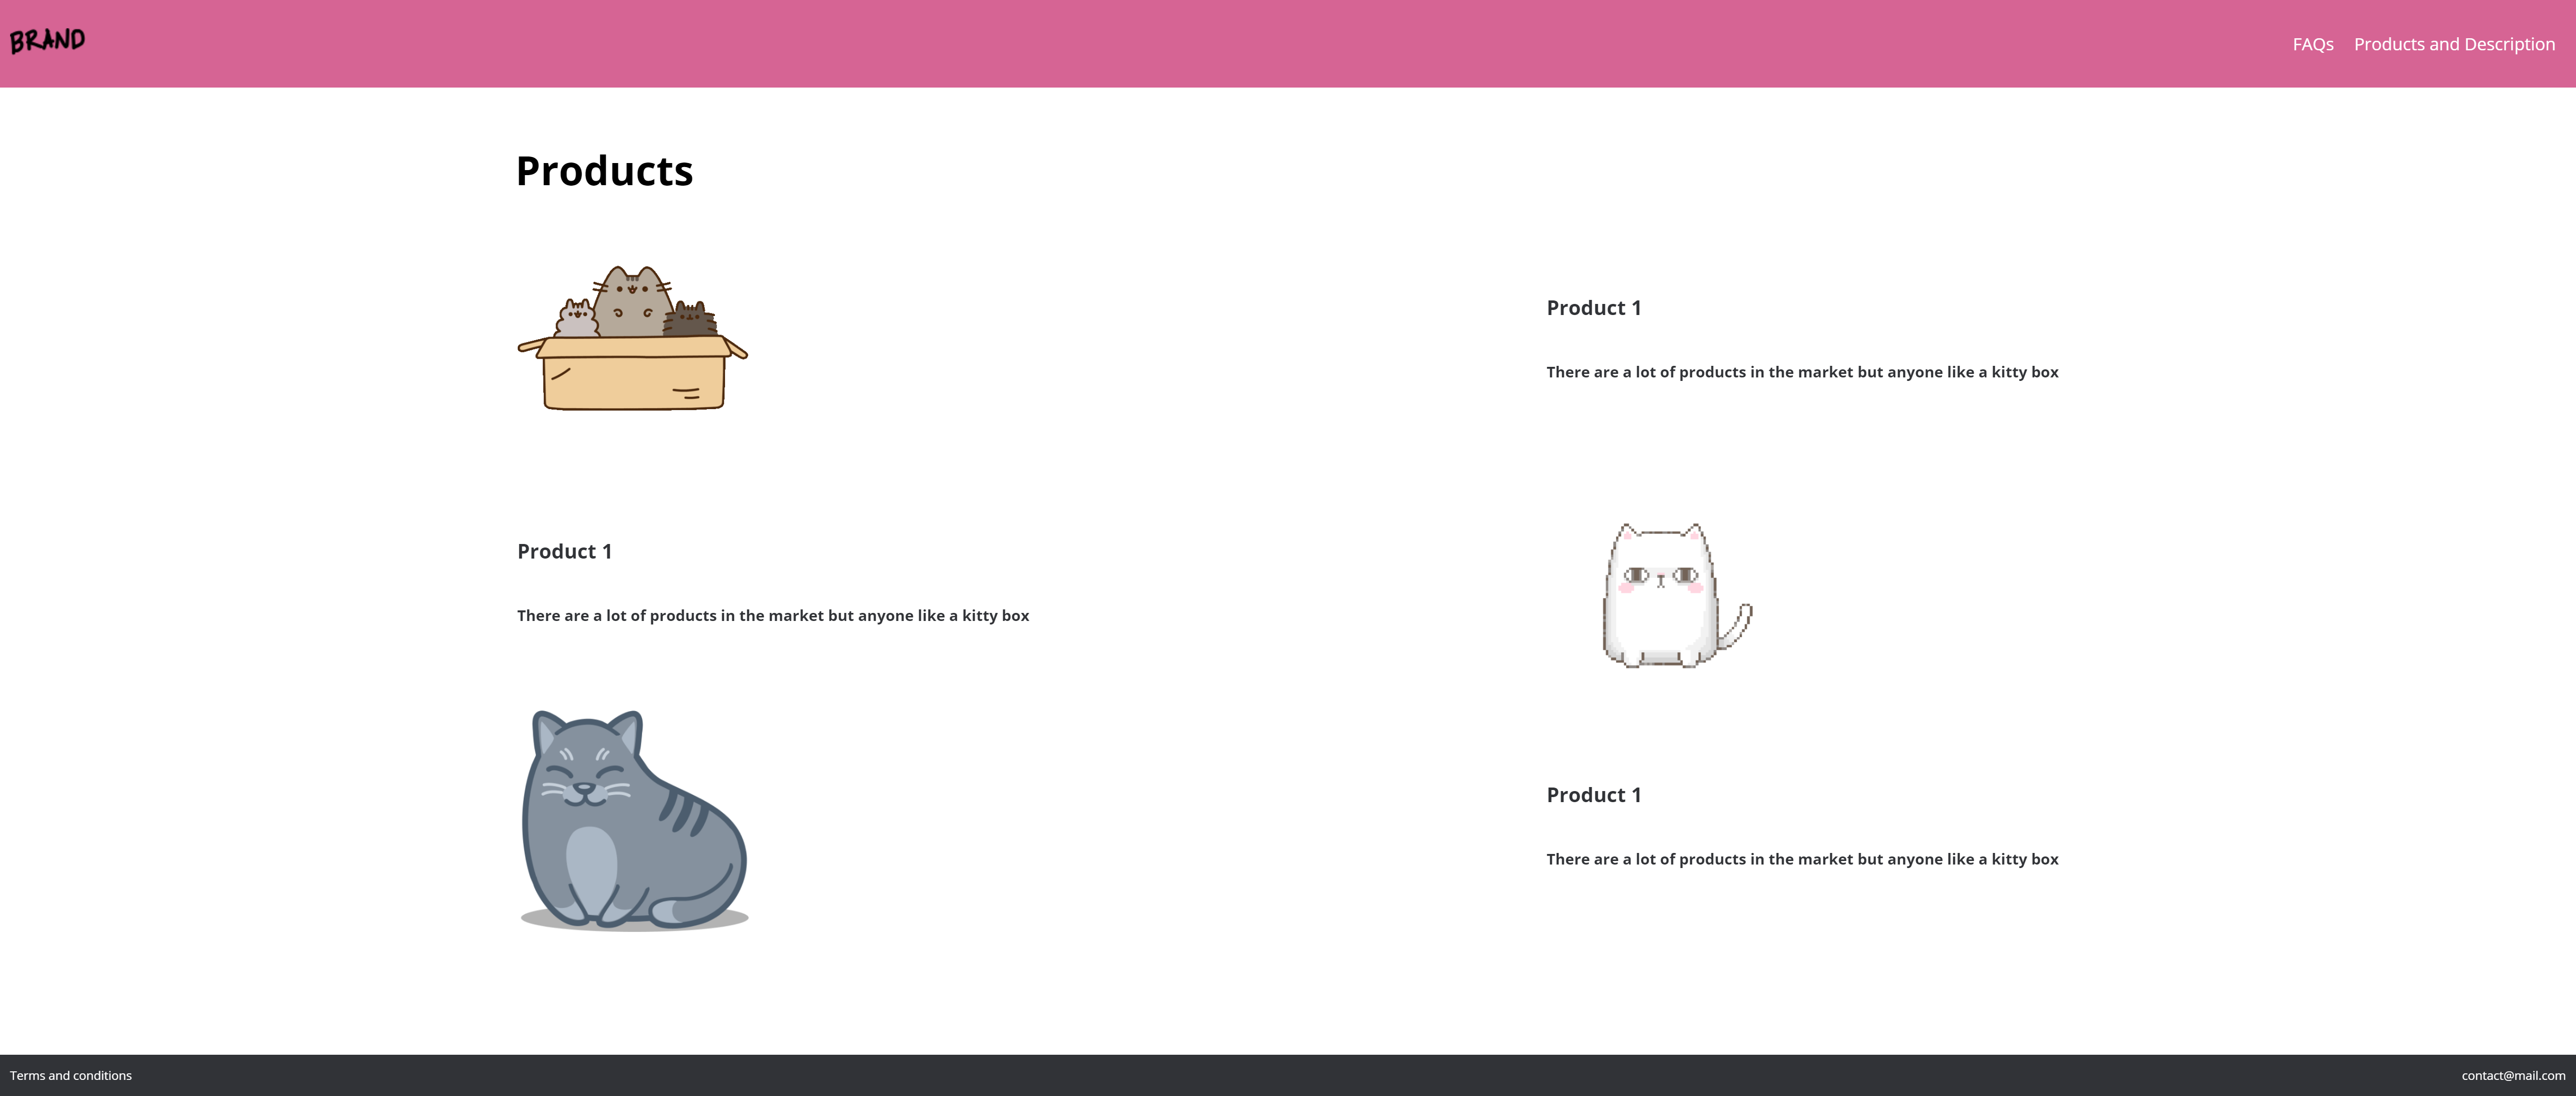 BRAND
FAQs
Products and Description
Products
Product 1
There are a lot of products in the market but anyone like a kitty box
Product 1
There are a lot of products in the market but anyone like a kitty box
Product 1
There are a lot of products in the market but anyone like a kitty box
Terms and conditions
contact@mail.com